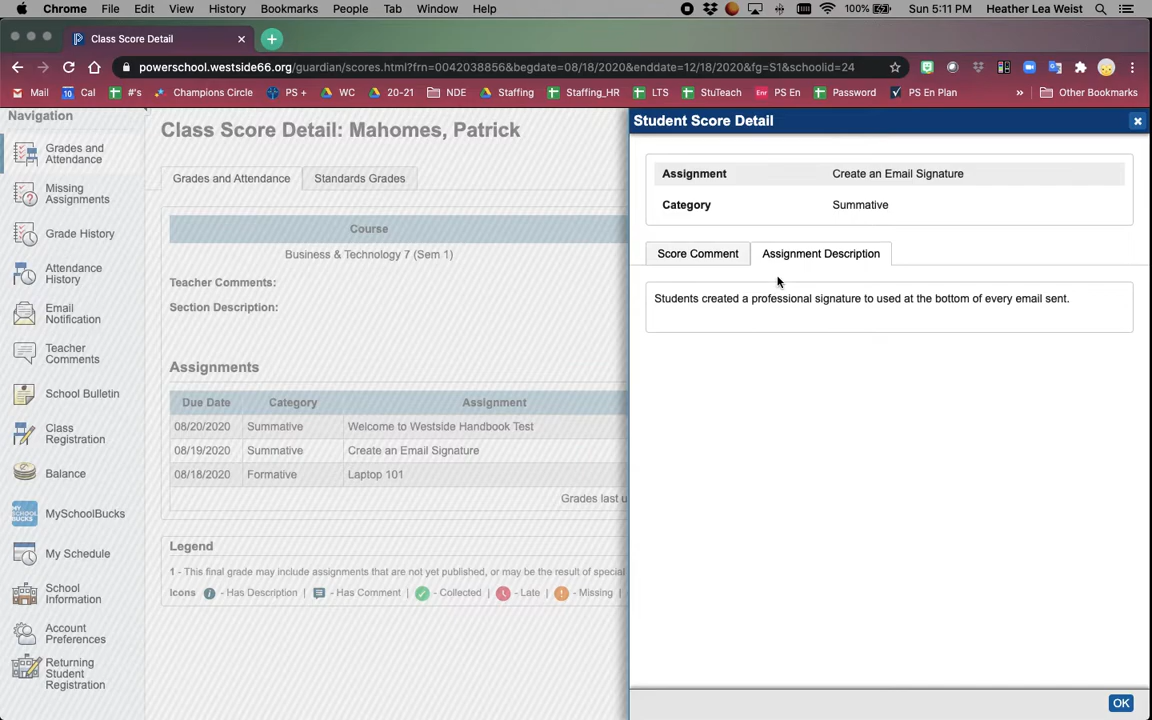 Chrome File Edit View History Bookmarks People Tab Window Help 100% Sun 5:11 PM Heather Lea Weist
Class Score Detail
powerschool.westside66.org/guardian/scores.html?frn=0042038856&begdate=08/18/2020&enddate=12/18/2020&fg=S1&schoolid=24
Mail Cal #'s Champions Circle PS + WC 20-21 NDE Staffing Staffing_HR LTS StuTeach PS En Password PS En Plan » Other Bookmarks
Navigation
Grades and
Attendance
Missing
Assignments
Grade History
Attendance
History
Email
Notification
Teacher
Comments
School Bulletin
Class
Registration
Balance
MY SCHOOL BUCKS
MySchoolBucks
My Schedule
School
Information
Account
Preferences
Returning
Student
Registration
Class Score Detail: Mahomes, Patrick
Grades and Attendance Standards Grades
Course
Business & Technology 7 (Sem 1)
Teacher Comments:
Section Description:
Assignments
Due Date Category Assignment
08/20/2020 Summative Welcome to Westside Handbook Test
08/19/2020 Summative Create an Email Signature
08/18/2020 Formative Laptop 101
Grades last u
Legend
1 - This final grade may include assignments that are not yet published, or may be the result of special
Icons - Has Description | - Has Comment | - Collected | - Late | - Missing |
Student Score Detail
Assignment Create an Email Signature
Category Summative
Score Comment Assignment Description
Students created a professional signature to used at the bottom of every email sent.
OK